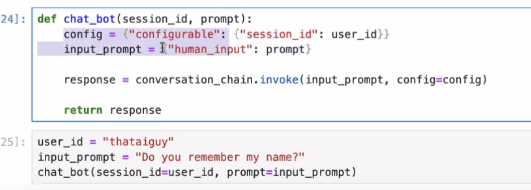 24]: def chat_bot(session_id, prompt):
config = {"configurable": {"session_id": user_id}}
input_prompt = {"human_input": prompt}
response = conversation_chain.invoke(input_prompt, config=config)
return response
25]: user_id = "thataiguy"
input_prompt = "Do you remember my name?"
chat_bot(session_id=user_id, prompt=input_prompt)